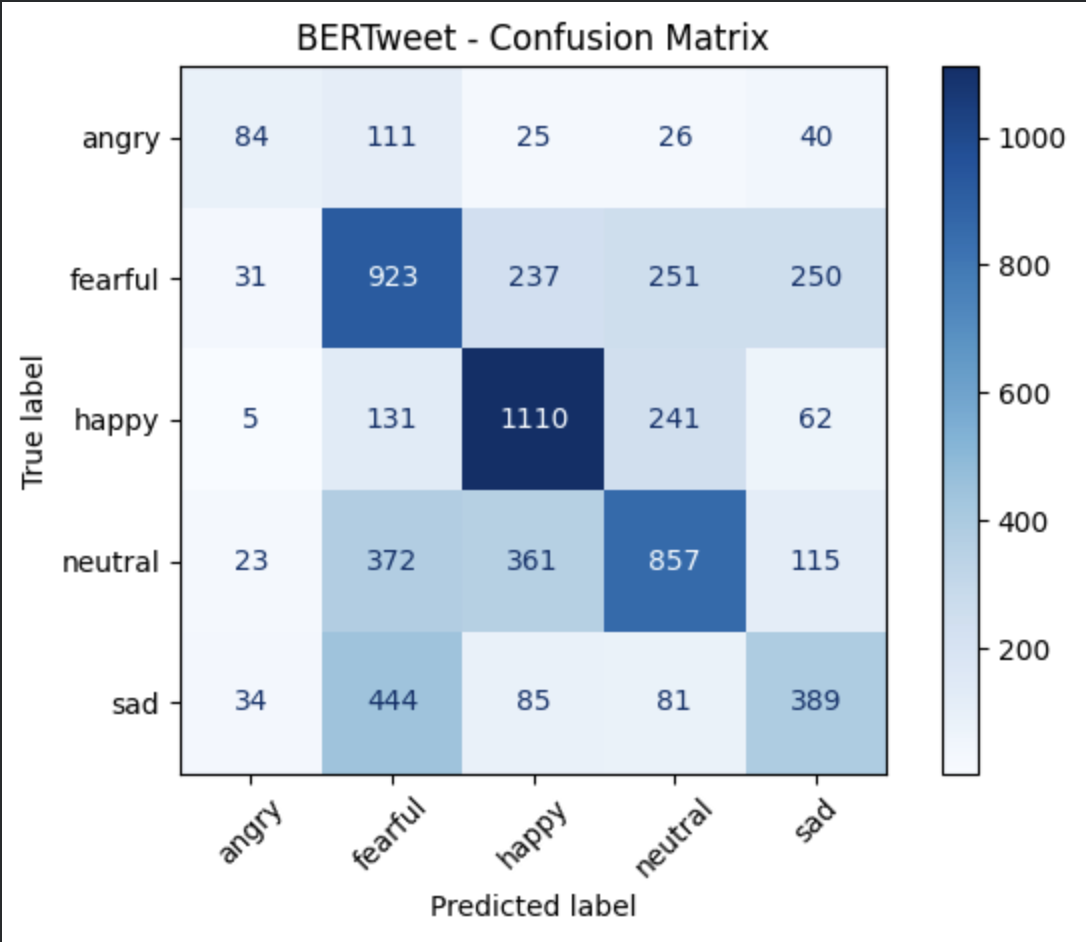 BERTweet - Confusion Matrix
angry 84 111 25 26 40
fearful 31 923 237 251 250
happy 5 131 1110 241 62
neutral 23 372 361 857 115
sad 34 444 85 81 389
angry fearful happy neutral sad
Predicted label
True label
1000
800
600
400
200